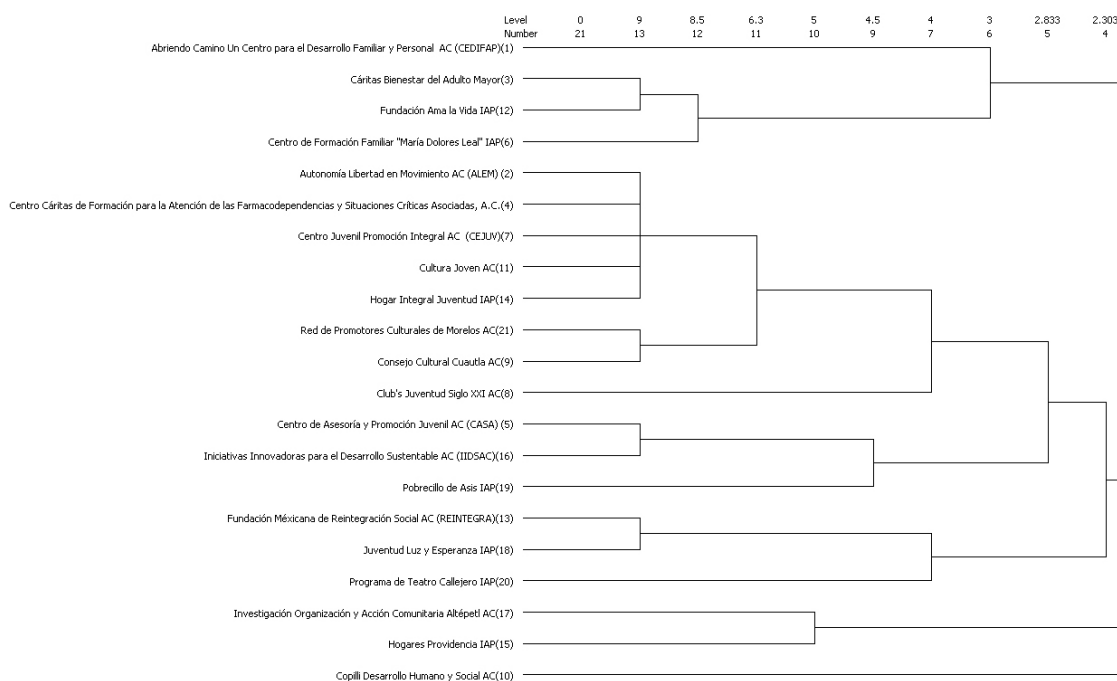 Level 0 9 8.5 6.3 5 4.5 4 3 2.833 2.303
Number 21 13 12 11 10 9 7 6 5 4
Abriendo Camino Un Centro para el Desarrollo Familiar y Personal AC (CEDIFAP)(1)
Cáritas Bienestar del Adulto Mayor(3)
Fundación Ama la Vida IAP(12)
Centro de Formación Familiar "María Dolores Leal" IAP(6)
Autonomía Libertad en Movimiento AC (ALEM) (2)
Centro Cáritas de Formación para la Atención de las Farmacodependencias y Situaciones Críticas Asociadas, A.C.(4)
Centro Juvenil Promoción Integral AC (CEJUV)(7)
Cultura Joven AC(11)
Hogar Integral Juventud IAP(14)
Red de Promotores Culturales de Morelos AC(21)
Consejo Cultural Cuautla AC(9)
Club's Juventud Siglo XXI AC(8)
Centro de Asesoría y Promoción Juvenil AC (CASA) (5)
Iniciativas Innovadoras para el Desarrollo Sustentable AC (IIDSAC)(16)
Pobrecillo de Asis IAP(19)
Fundación Méxicana de Reintegración Social AC (REINTEGRA)(13)
Juventud Luz y Esperanza IAP(18)
Programa de Teatro Callejero IAP(20)
Investigación Organización y Acción Comunitaria Altépetl AC(17)
Hogares Providencia IAP(15)
Copilli Desarrollo Humano y Social AC(10)